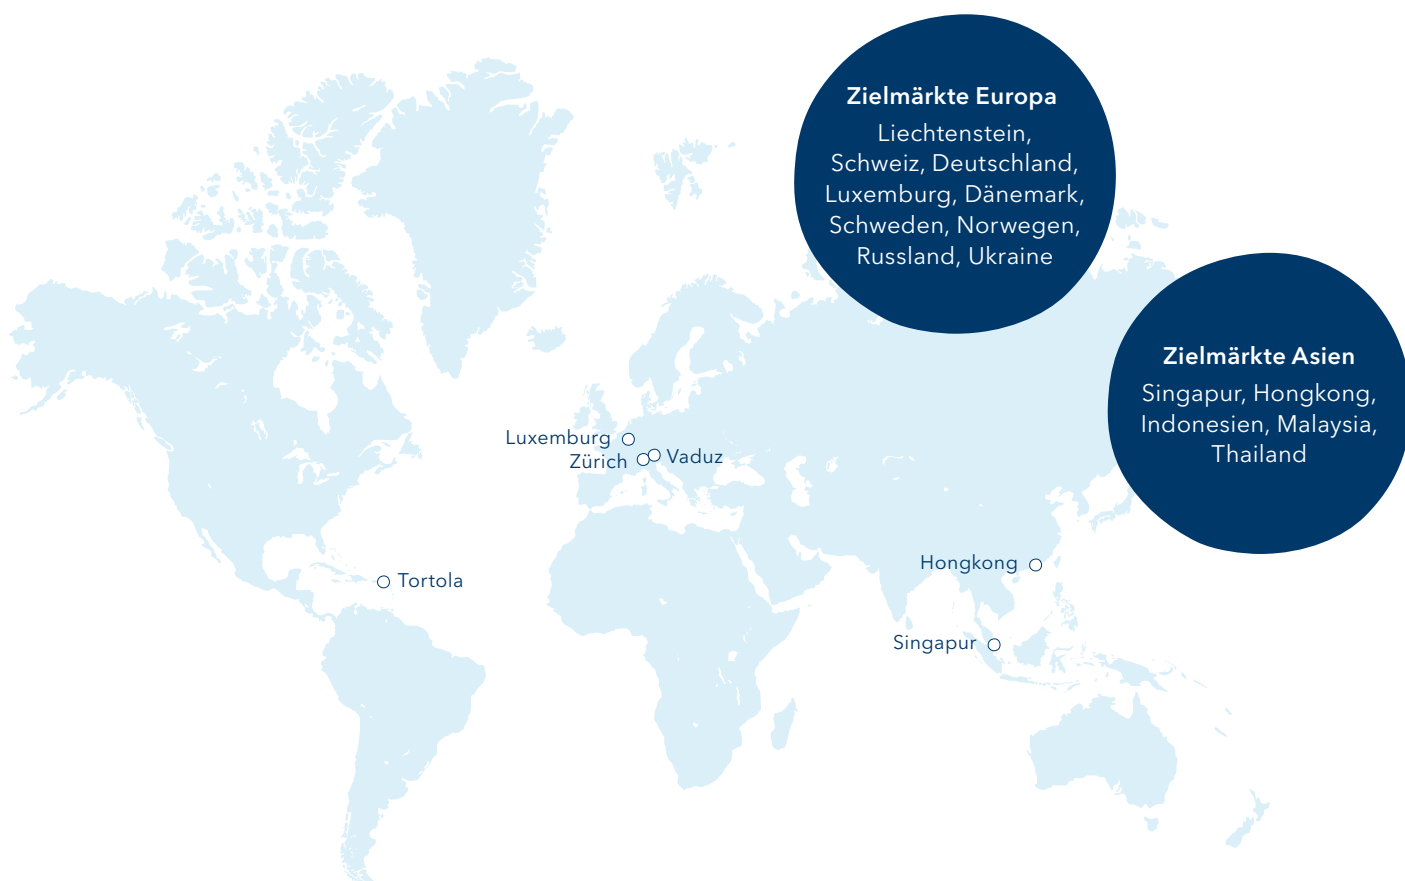 Zielmärkte Europa
Liechtenstein,
Schweiz, Deutschland,
Luxemburg, Dänemark,
Schweden, Norwegen,
Russland, Ukraine
Zielmärkte Asien
Singapur, Hongkong,
Indonesien, Malaysia,
Thailand
Luxemburg
Zürich
Vaduz
Hongkong
Tortola
Singapur